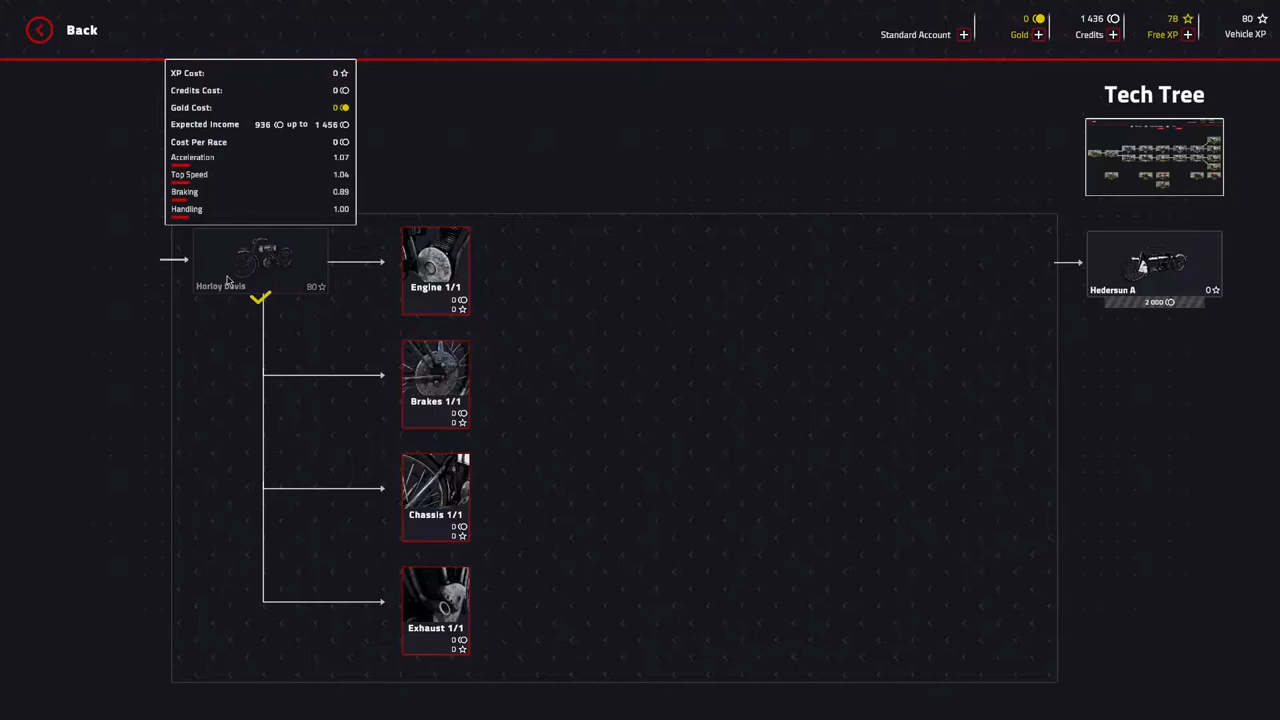 Back
Standard Account
0
Gold
1 436
Credits
78
Free XP
80
Vehicle XP
XP Cost: 0
Credits Cost: 0
Gold Cost: 0
Expected Income 936 up to 1 456
Cost Per Race 0
Acceleration 1.07
Top Speed 1.04
Braking 0.89
Handling 1.00
Tech Tree
Horloy Davis 80
Engine 1/1
0
0
Brakes 1/1
0
0
Chassis 1/1
0
0
Exhaust 1/1
0
0
Hedersun A 0
2 000